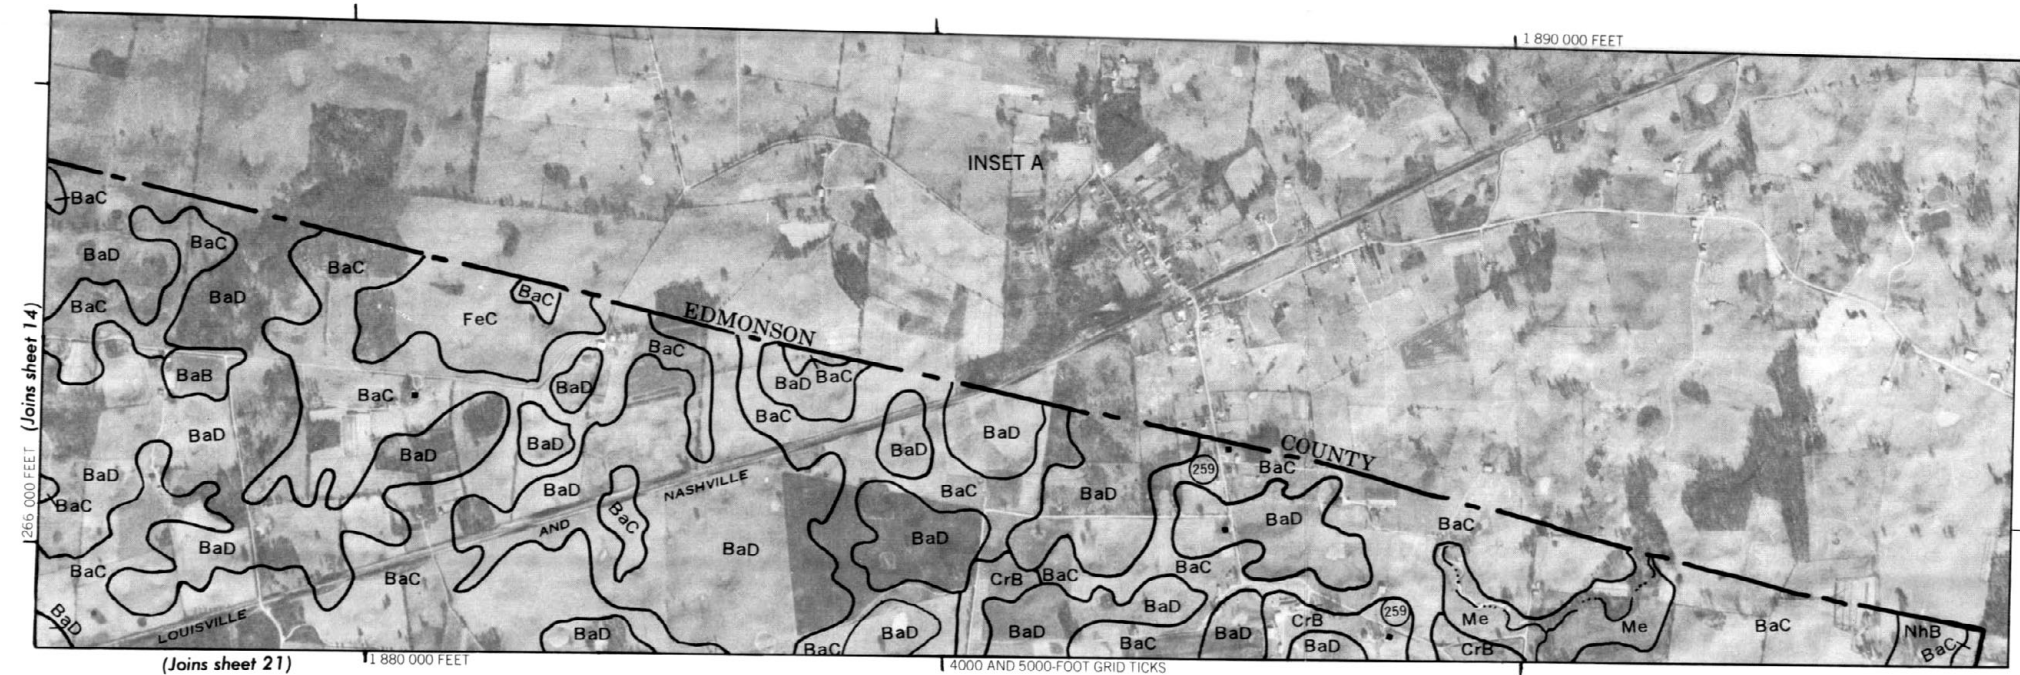 1 890 000 FEET
INSET A
BaC
BaC
BaD
BaC
BaD
BaC
BaC
FeC
EDMONSON
BaC
BaB
BaC
BaD
BaD BaC
BaC
BaD
BaD
BaD
BaD
BaD
BaD
BaD
COUNTY
259
BaC
(Joins sheet 14)
266 000 FEET
BaD
BaC
BaD
NASHVILLE
BaC
BaD
BaC
BaD
AND
BaC
BaD
BaD
BaD
BaC
BaC
BaC
CrB
BaC
BaC
BaD
LOUISVILLE
BaD
BaD
BaC
BaD
BaD
BaC
BaD
CrB
BaD
259
Me
CrB
Me
BaC
NhB
BaC
(Joins sheet 21)
1 880 000 FEET
4000 AND 5000-FOOT GRID TICKS